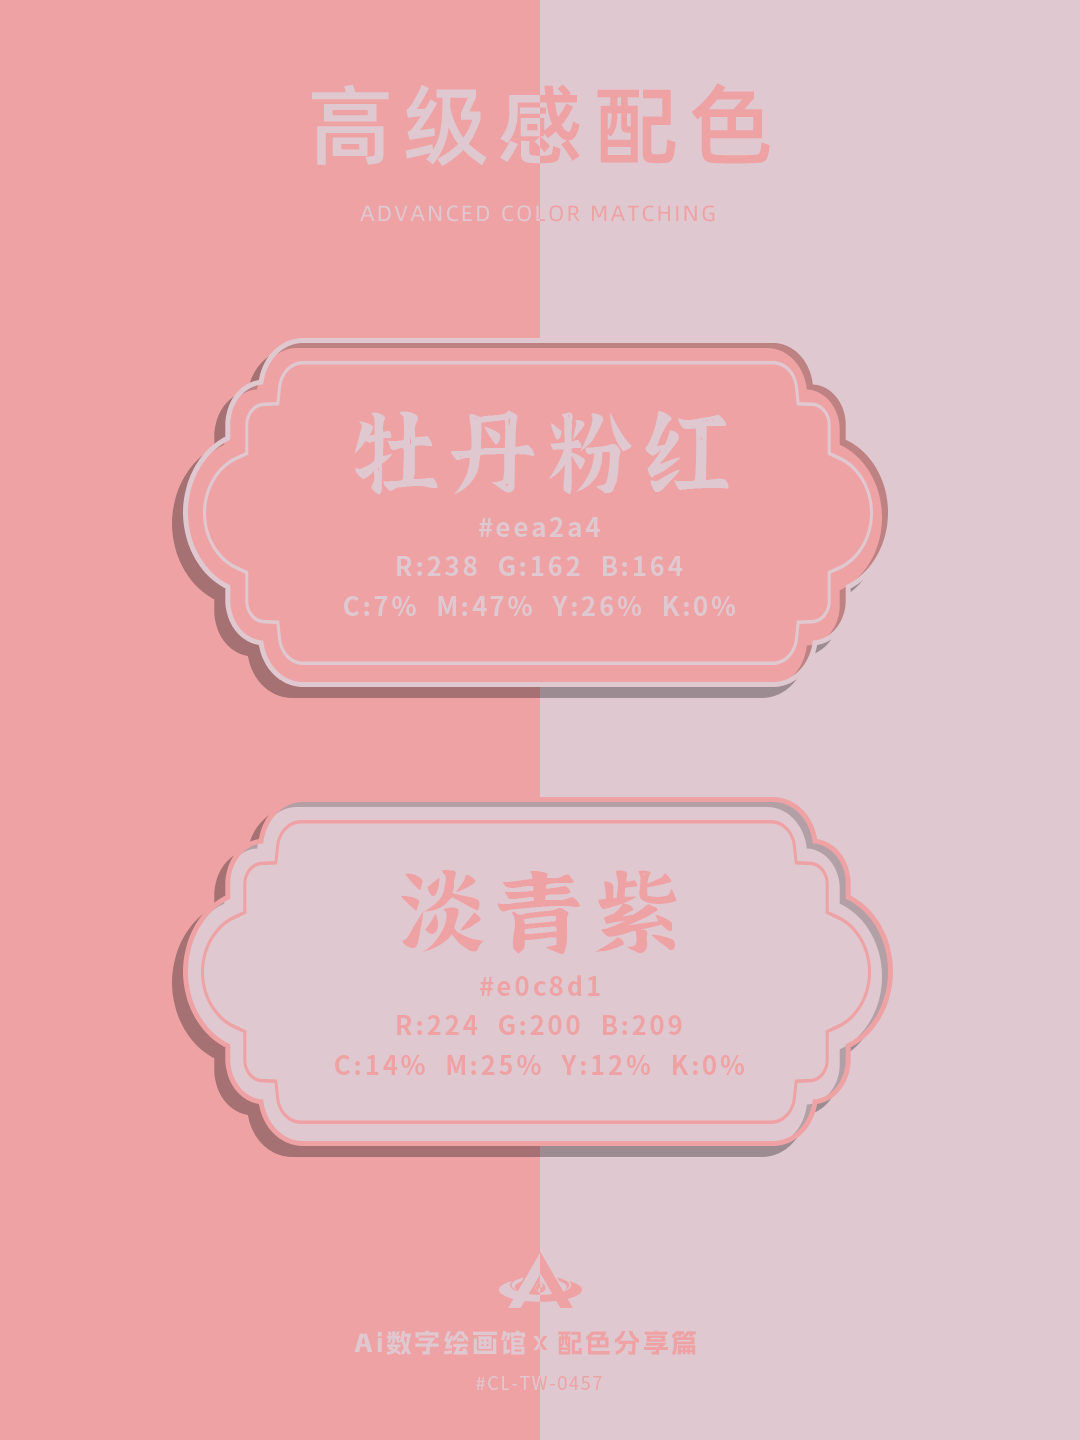 高级感配色
ADVANCED COLOR MATCHING
牡丹粉红
#eea2a4
R:238 G:162 B:164
C:7% M:47% Y:26% K:0%
淡青紫
#e0c8d1
R:224 G:200 B:209
C:14% M:25% Y:12% K:0%
Ai数字绘画馆 x 配色分享篇
#CL-TW-0457